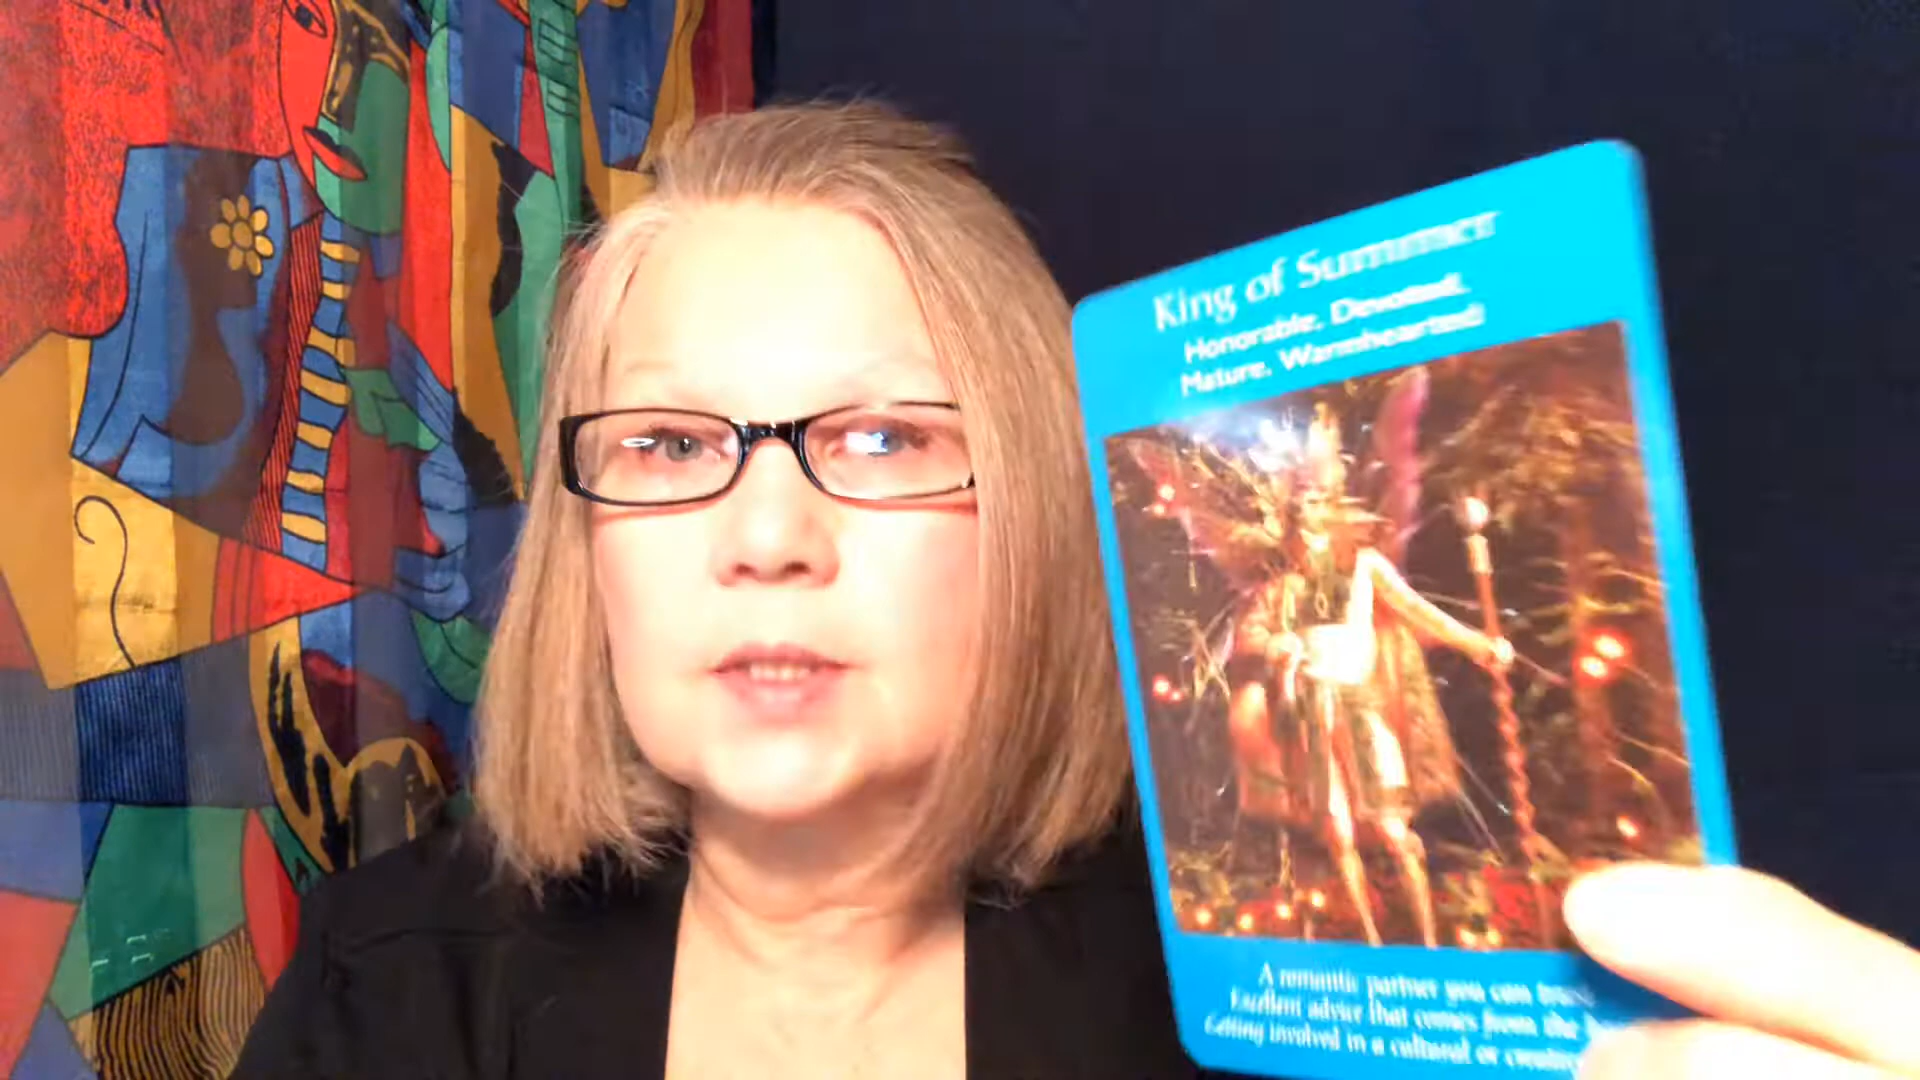 King of Summer
Honorable, Devoted,
Mature, Warmhearted
A romantic partner you can trust.
Excellent advice that comes from the
Getting involved in a cultural or creative